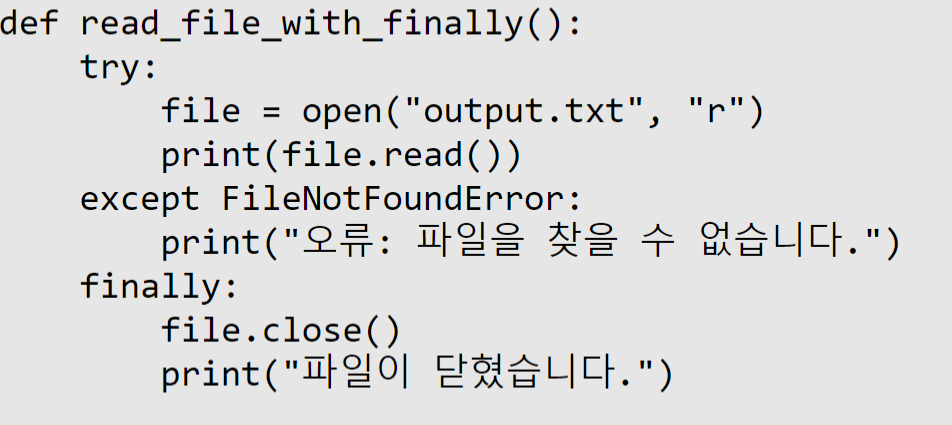 def read_file_with_finally():
    try:
        file = open("output.txt", "r")
        print(file.read())
    except FileNotFoundError:
        print("오류: 파일을 찾을 수 없습니다.")
    finally:
        file.close()
        print("파일이 닫혔습니다.")